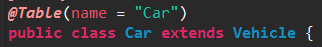 @Table(name = "Car")
public class Car extends Vehicle {